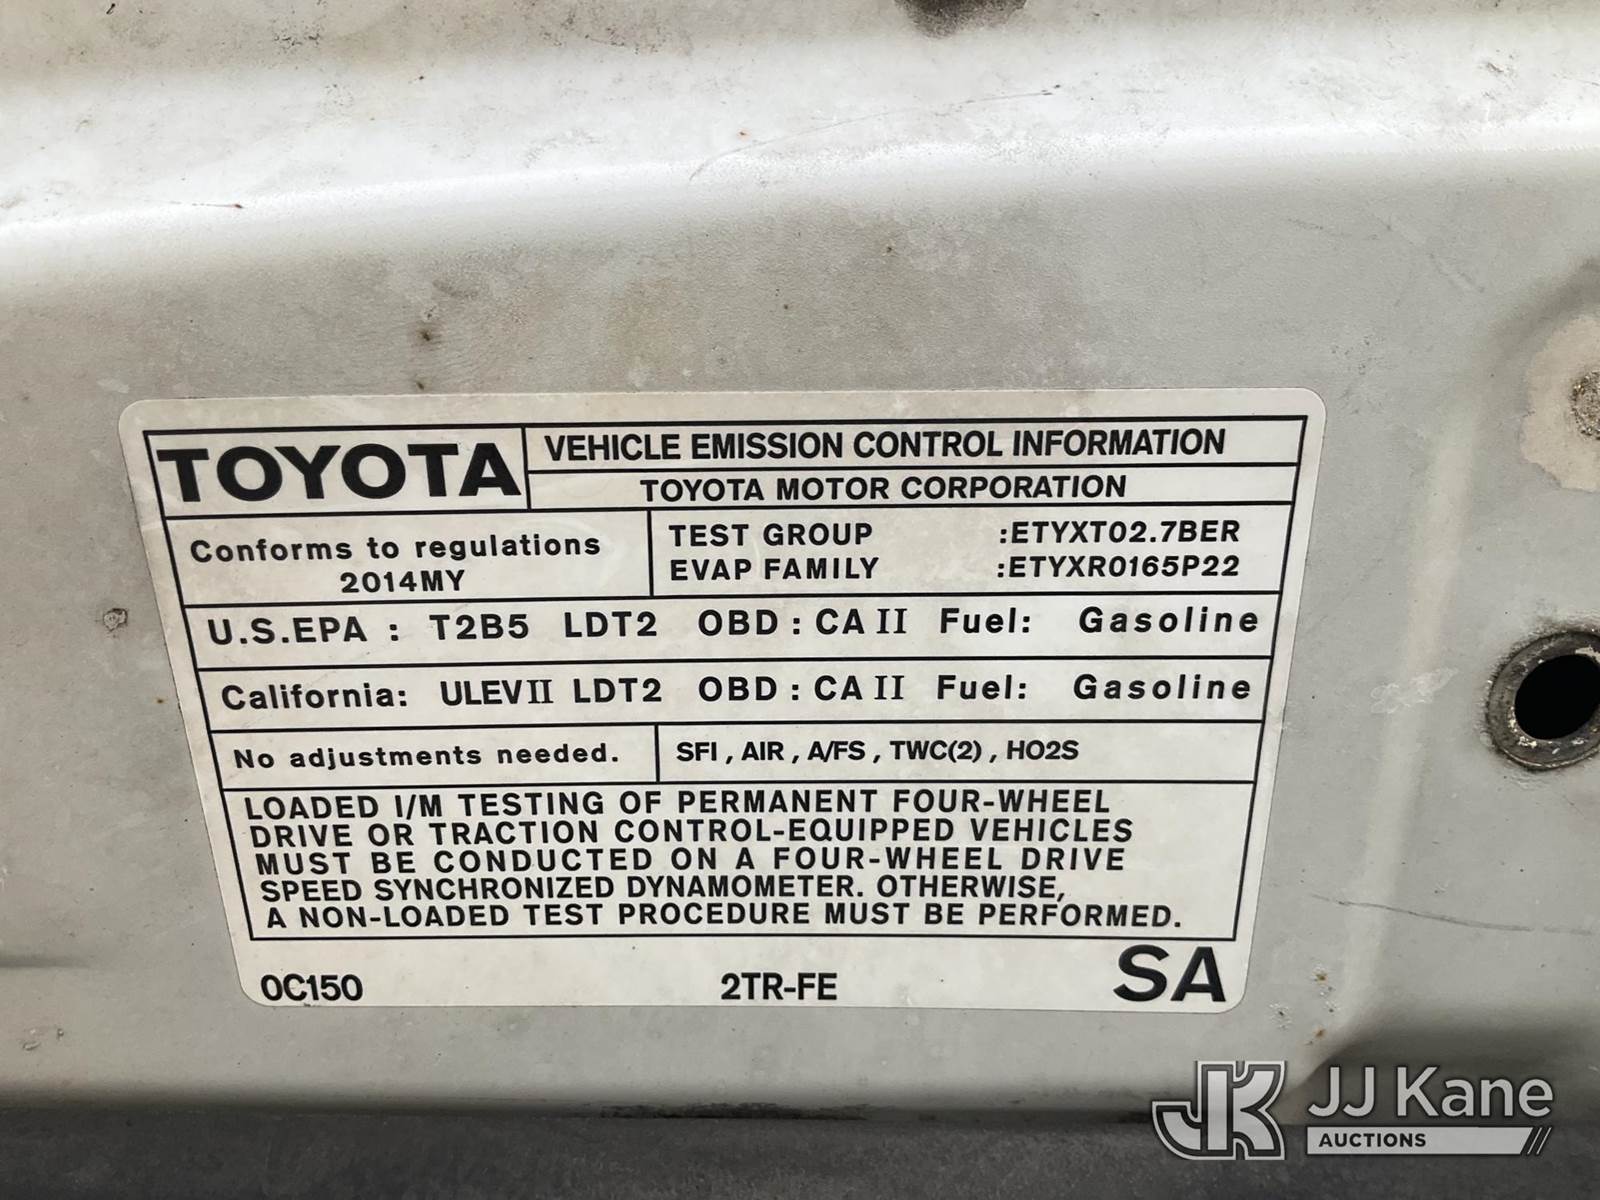 TOYOTA
VEHICLE EMISSION CONTROL INFORMATION
TOYOTA MOTOR CORPORATION
Conforms to regulations
2014MY
TEST GROUP :ETYXT02.7BER
EVAP FAMILY :ETYXR0165P22
U.S.EPA : T2B5 LDT2 OBD : CA II Fuel: Gasoline
California: ULEV II LDT2 OBD : CA II Fuel: Gasoline
No adjustments needed.
SFI , AIR , A/FS , TWC(2) , HO2S
LOADED I/M TESTING OF PERMANENT FOUR-WHEEL
DRIVE OR TRACTION CONTROL-EQUIPPED VEHICLES
MUST BE CONDUCTED ON A FOUR-WHEEL DRIVE
SPEED SYNCHRONIZED DYNAMOMETER. OTHERWISE,
A NON-LOADED TEST PROCEDURE MUST BE PERFORMED.
0C150 2TR-FE SA
JK JJ Kane
AUCTIONS